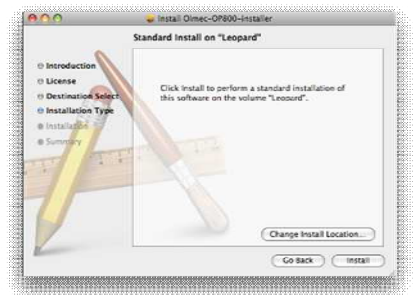 Install Olmec-OP800-installer
Standard Install on "Leopard"
Introduction
License
Destination Select
Installation Type
Installation
Summary
Click Install to perform a standard installation of
this software on the volume "Leopard".
Change Install Location...
Go Back
Install